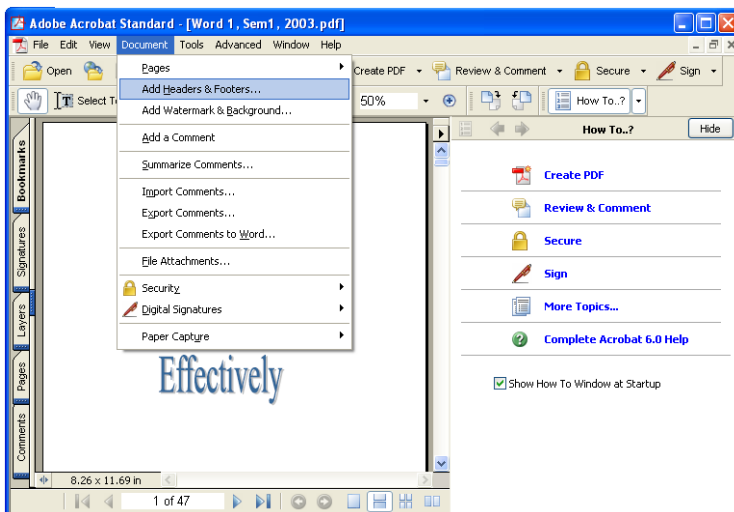 Adobe Acrobat Standard - [Word 1, Sem1, 2003.pdf]
File Edit View Document Tools Advanced Window Help
Open Create PDF Review & Comment Secure Sign
Select 50% How To..?
Pages
Add Headers & Footers...
Add Watermark & Background...
Add a Comment
Summarize Comments...
Import Comments...
Export Comments...
Export Comments to Word...
File Attachments...
Security
Digital Signatures
Paper Capture
Bookmarks
Signatures
Layers
Pages
Comments
Effectively
8.26 x 11.69 in
1 of 47
How To..? Hide
Create PDF
Review & Comment
Secure
Sign
More Topics...
Complete Acrobat 6.0 Help
Show How To Window at Startup